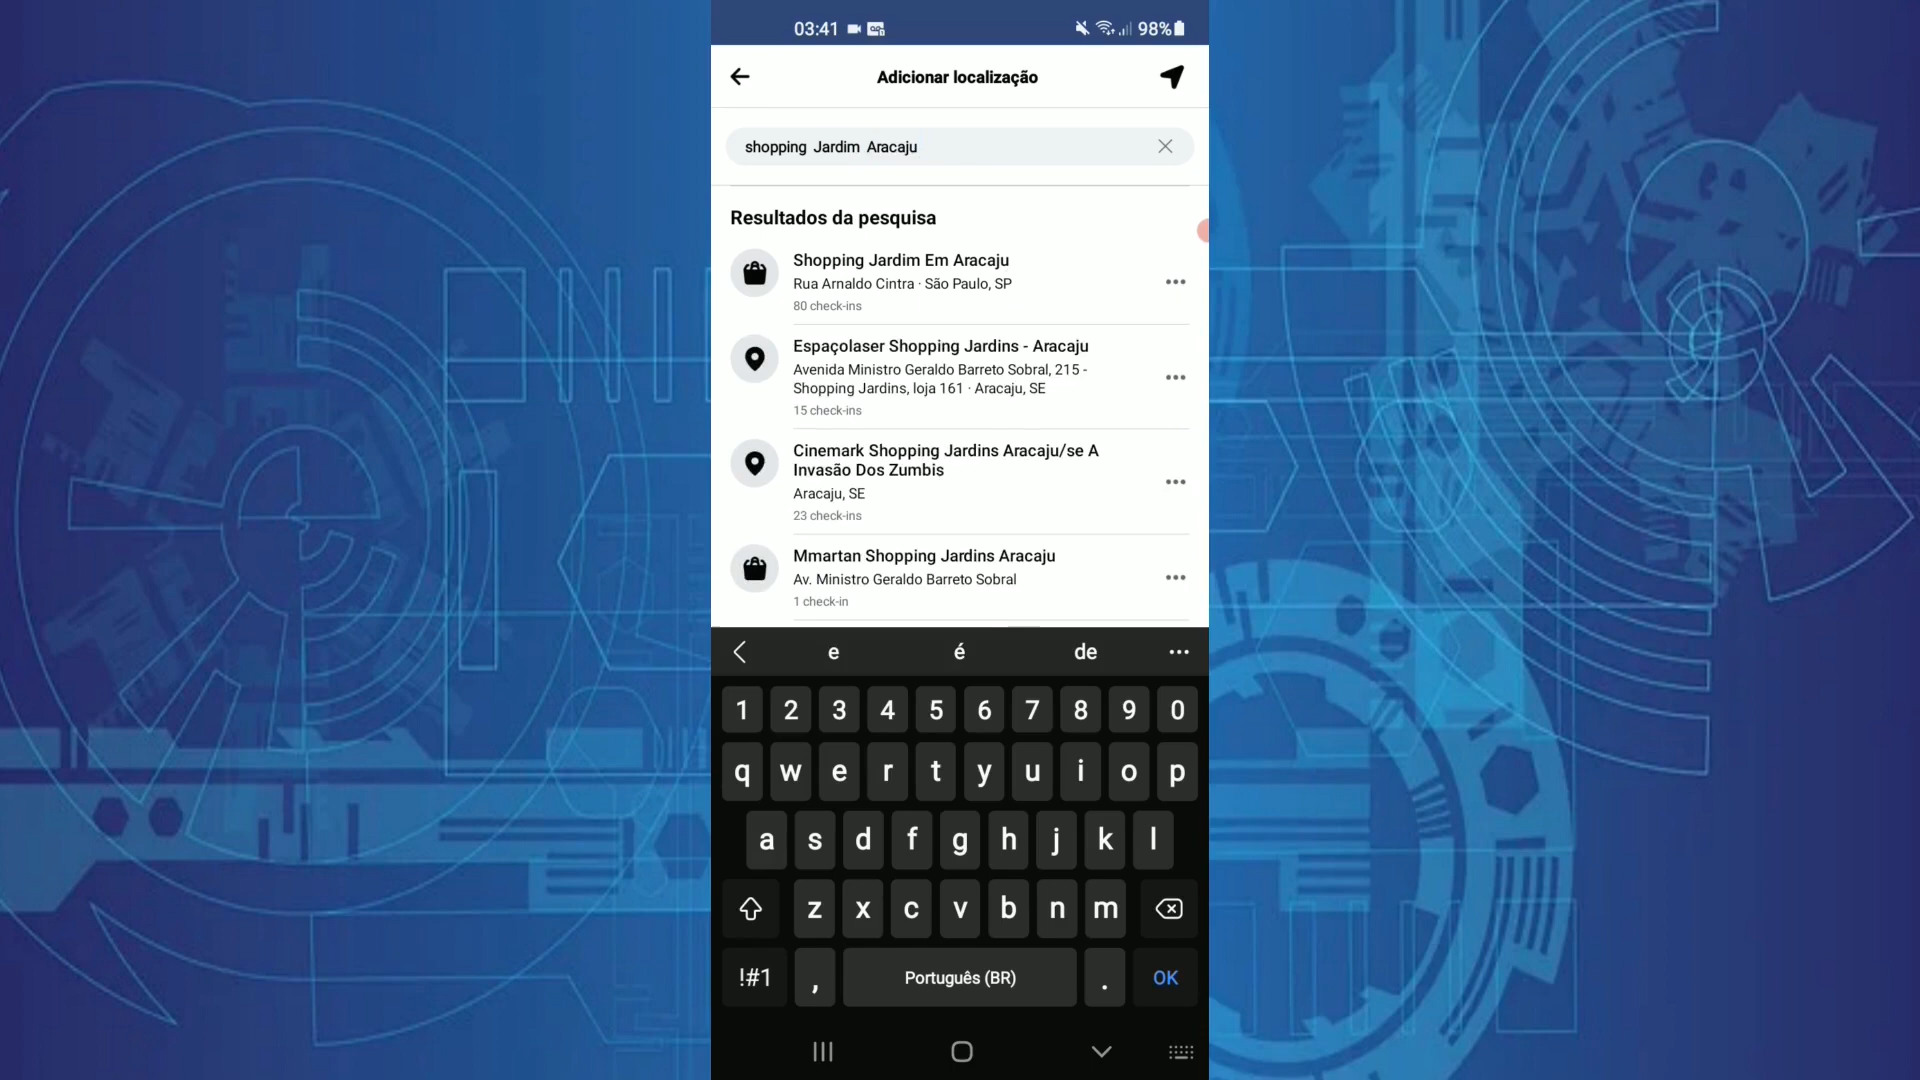 03:41
98%
Adicionar localização
shopping Jardim Aracaju
Resultados da pesquisa
Shopping Jardim Em Aracaju
Rua Arnaldo Cintra · São Paulo, SP
80 check-ins
Espaçolaser Shopping Jardins - Aracaju
Avenida Ministro Geraldo Barreto Sobral, 215 -
Shopping Jardins, loja 161 · Aracaju, SE
15 check-ins
Cinemark Shopping Jardins Aracaju/se A
Invasão Dos Zumbis
Aracaju, SE
23 check-ins
Mmartan Shopping Jardins Aracaju
Av. Ministro Geraldo Barreto Sobral
1 check-in
e é de
1 2 3 4 5 6 7 8 9 0
q w e r t y u i o p
a s d f g h j k l
z x c v b n m
!#1 , Português (BR) . OK